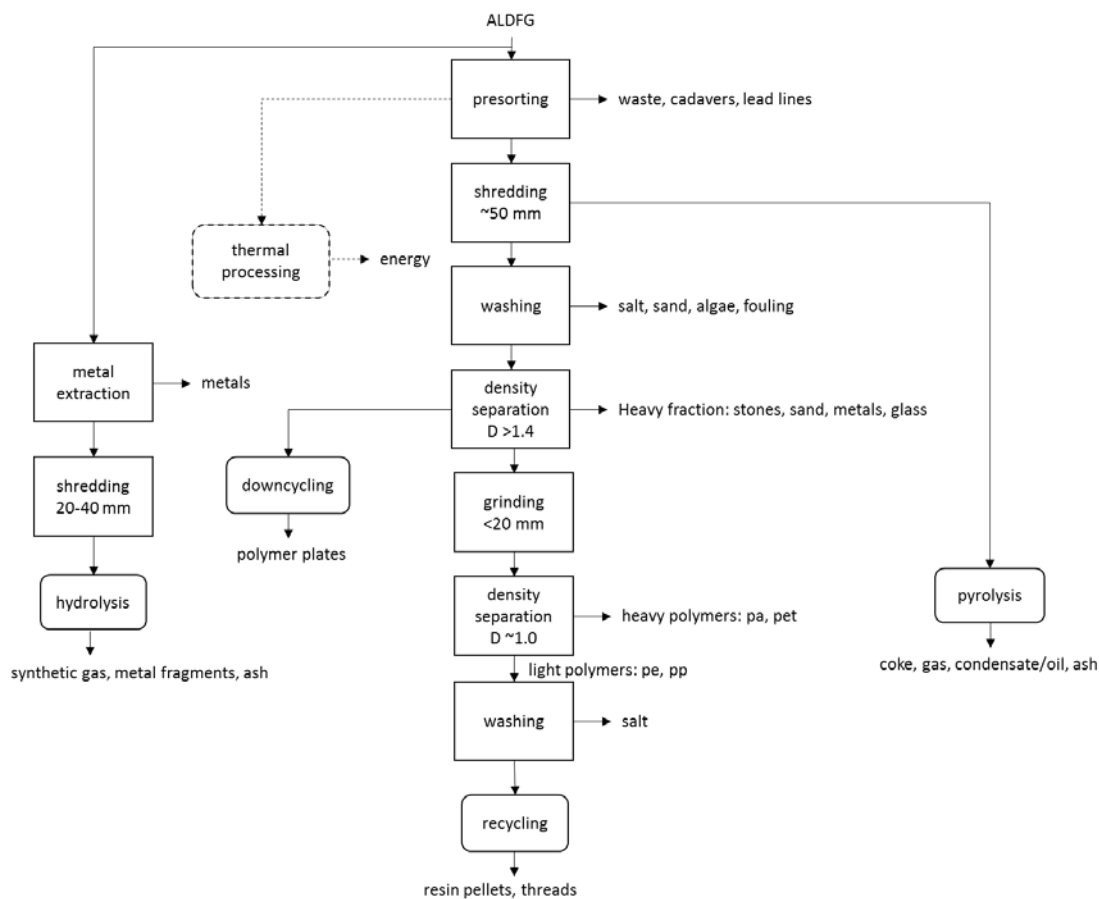 ALDFG
presorting
waste, cadavers, lead lines
shredding
~50 mm
thermal
processing
energy
washing
salt, sand, algae, fouling
metal
extraction
metals
density
separation
D >1.4
Heavy fraction: stones, sand, metals, glass
shredding
20-40 mm
downcycling
grinding
<20 mm
polymer plates
hydrolysis
density
separation
D ~1.0
heavy polymers: pa, pet
pyrolysis
synthetic gas, metal fragments, ash
light polymers: pe, pp
coke, gas, condensate/oil, ash
washing
salt
recycling
resin pellets, threads